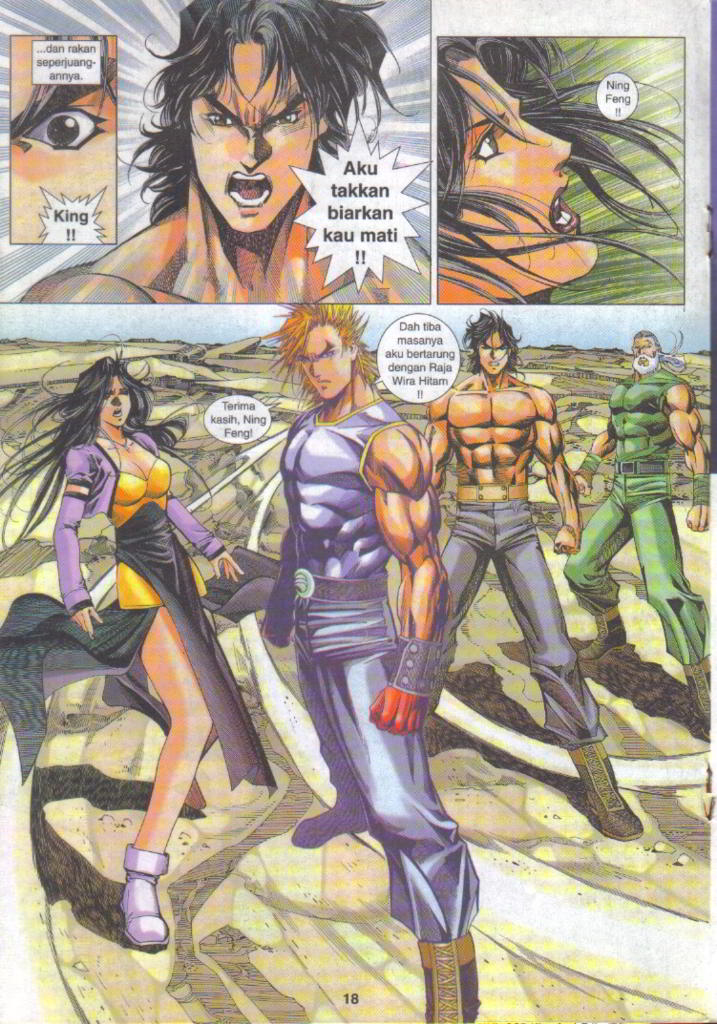 ...dan rakan
seperjuang-
annya.
King
!!
Aku
takkan
biarkan
kau mati
!!
Ning
Feng
!!
Terima
kasih, Ning
Feng!
Dah tiba
masanya
aku bertarung
dengan Raja
Wira Hitam
!!
18